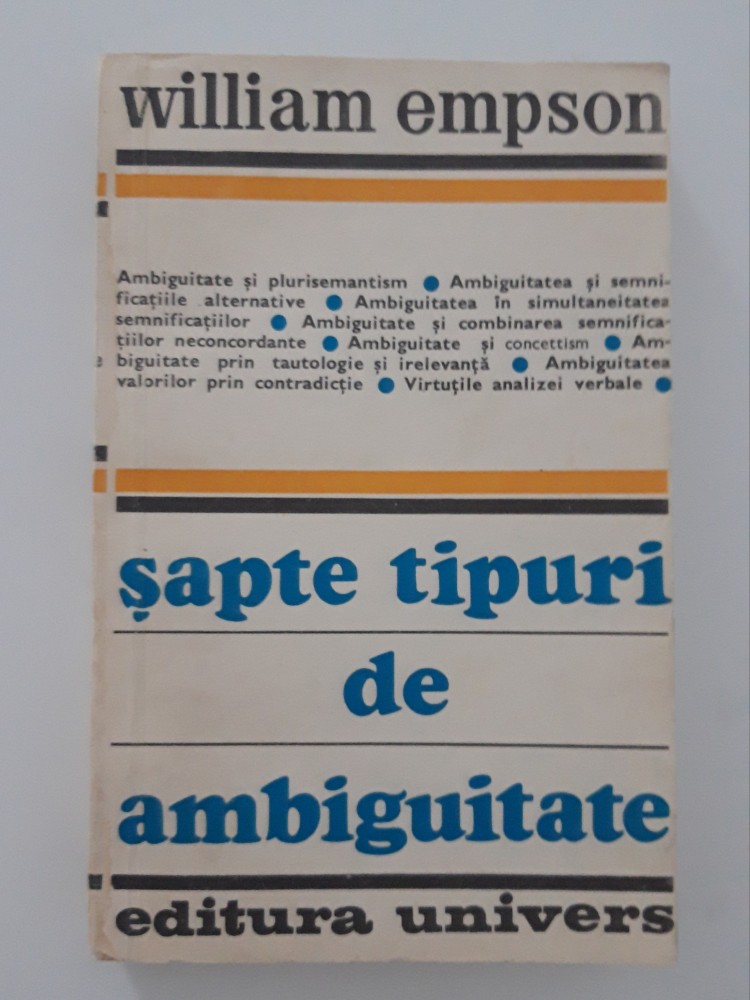 william empson
Ambiguitate și plurisemantism ● Ambiguitatea și semni-
ficațiile alternative ● Ambiguitatea în simultaneitatea
semnificațiilor ● Ambiguitate și combinarea semnifica-
țiilor neconcordante ● Ambiguitate și concettism ● Am-
biguitate prin tautologie și irelevanță ● Ambiguitatea
valorilor prin contradicție ● Virtuțile analizei verbale ●
șapte tipuri
de
ambiguitate
editura univers